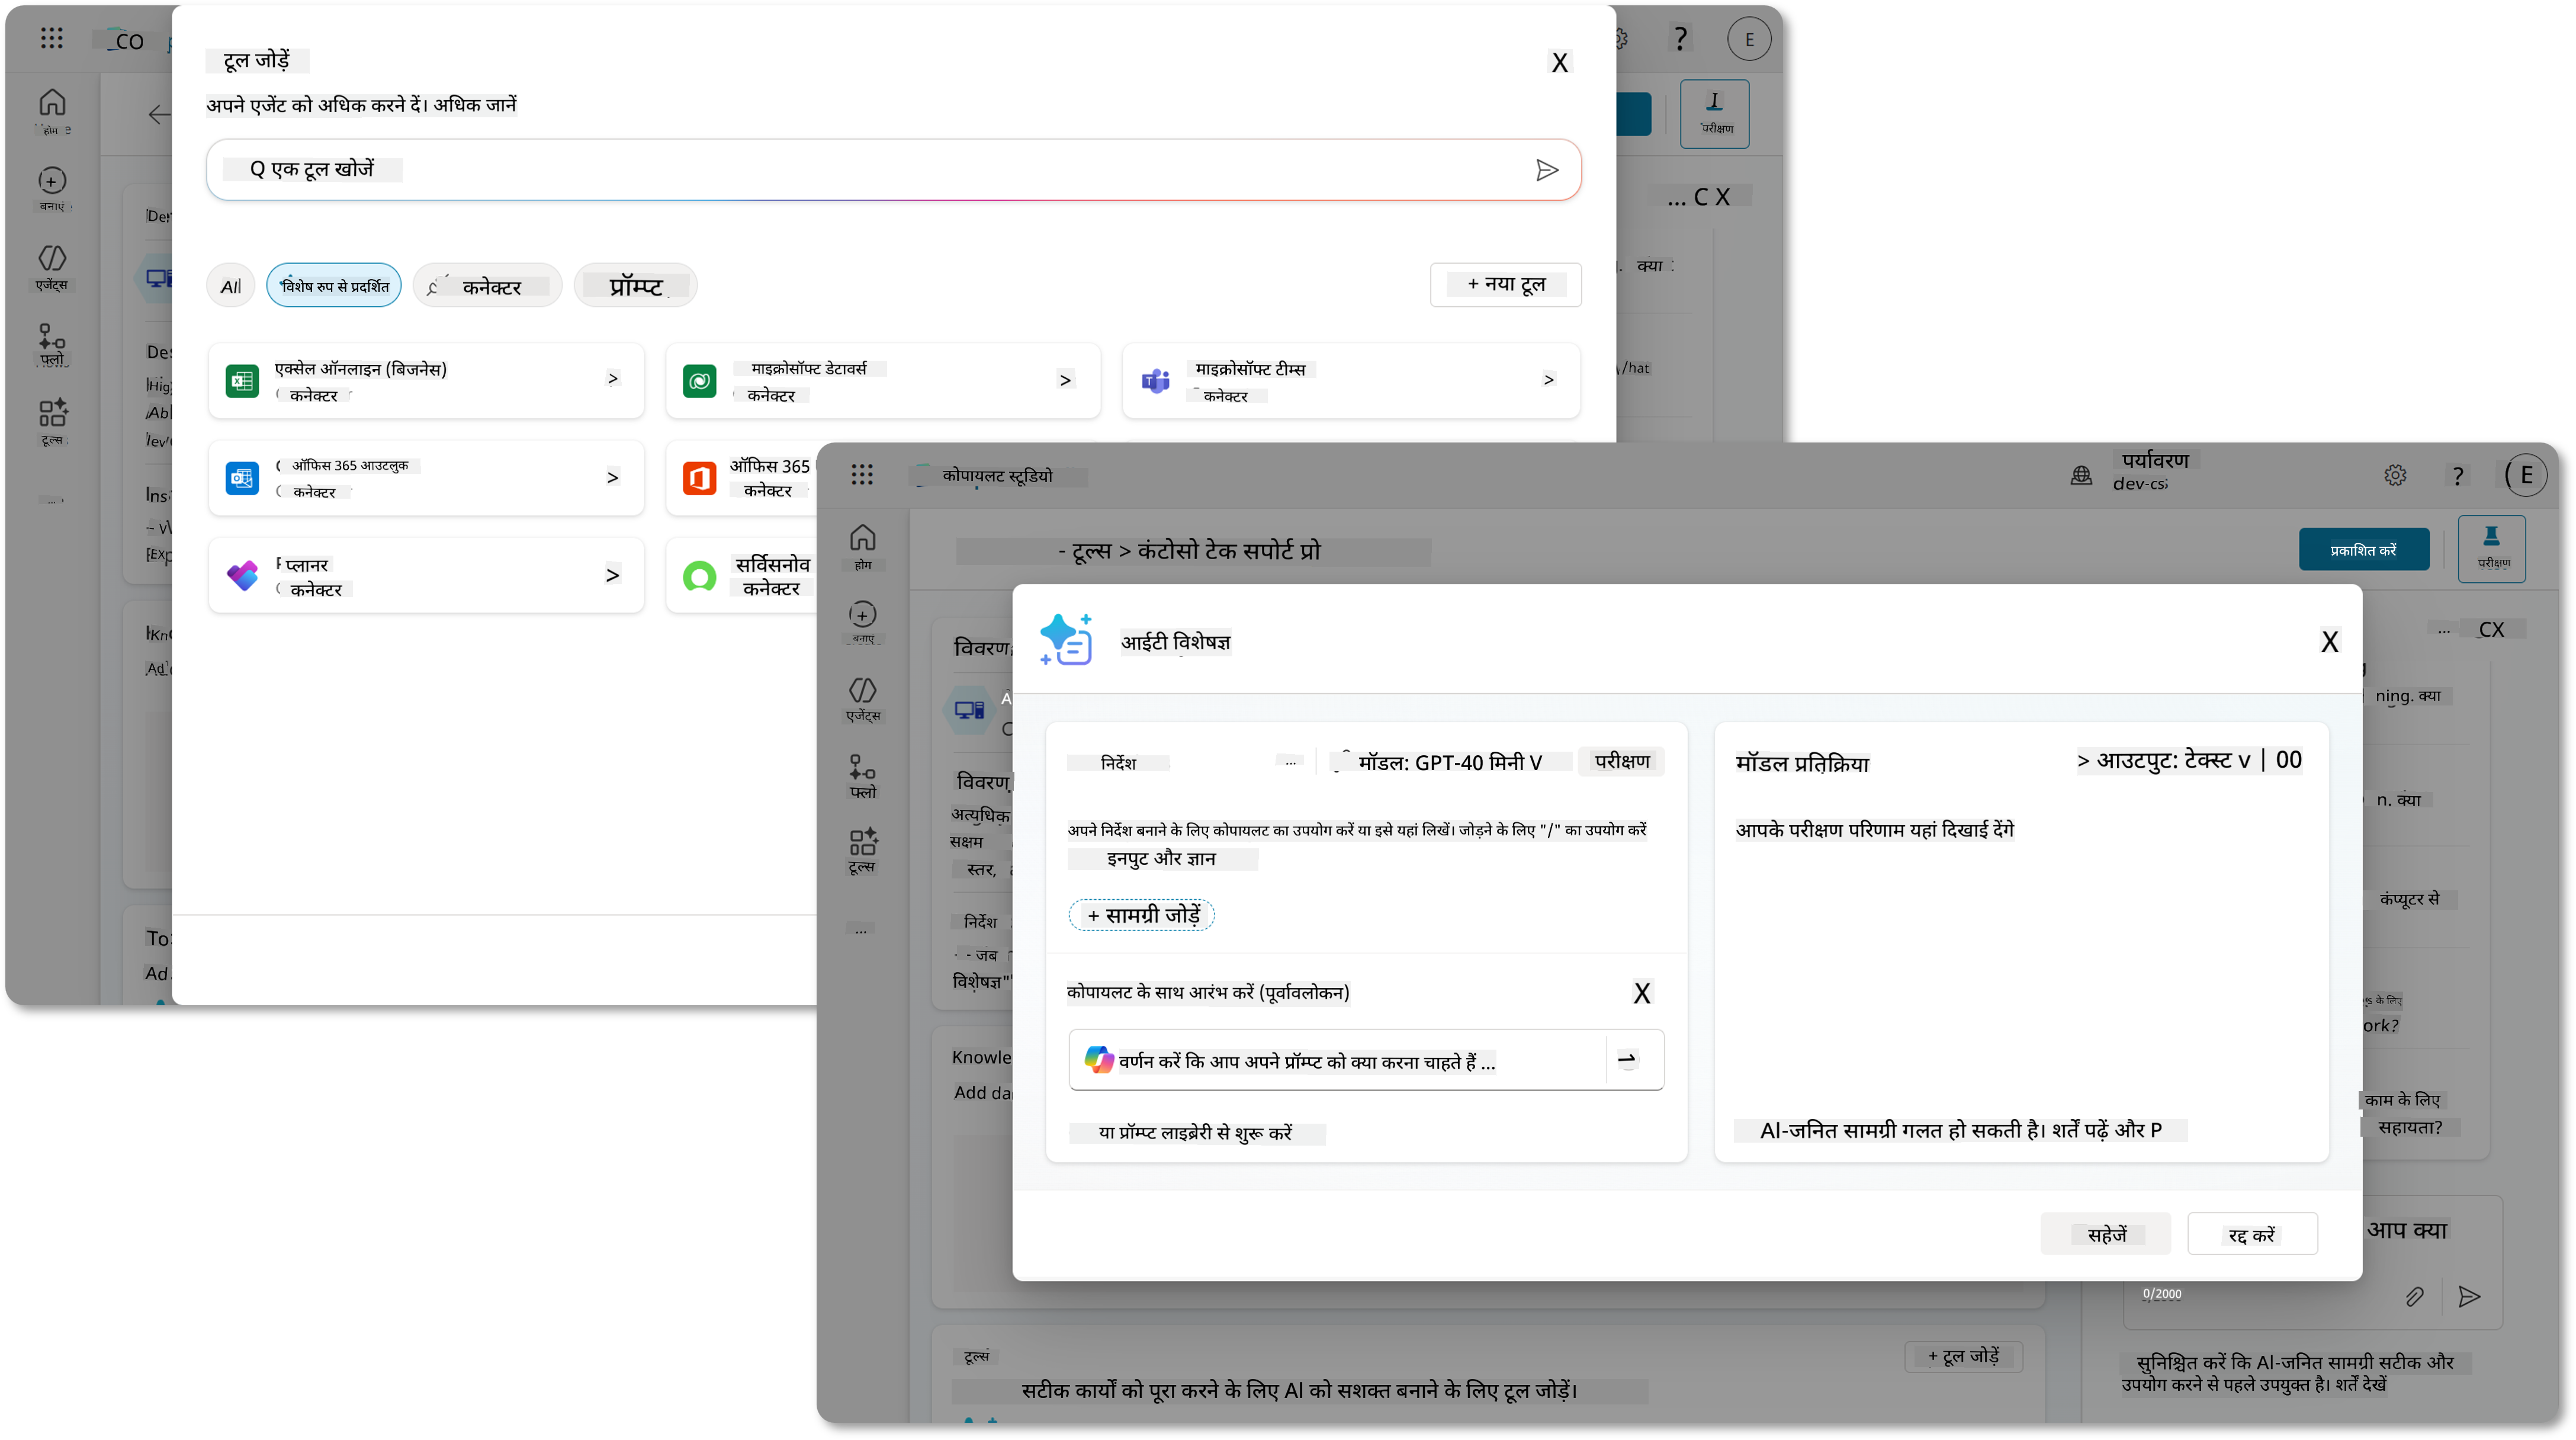 CO
?
E
होम
बनाएं
एजेंट्स
फ्लो
टूल्स
...
टूल जोड़ें
X
अपने एजेंट को अधिक करने दें। अधिक जानें
Q एक टूल खोजें
All
विशेष रुप से प्रदर्शित
कनेक्टर
प्रॉम्प्ट
+ नया टूल
एक्सेल ऑनलाइन (बिजनेस)
कनेक्टर
>
माइक्रोसॉफ्ट डेटावर्स
कनेक्टर
>
माइक्रोसॉफ्ट टीम्स
कनेक्टर
>
ऑफिस 365 आउटलुक
कनेक्टर
>
ऑफिस 365
कनेक्टर
प्लानर
कनेक्टर
>
सर्विसनोव
कनेक्टर
परीक्षण
... C X
क्या
/hat
कोपायलट स्टूडियो
पर्यावरण
dev-cs
?
E
होम
बनाएं
एजेंट्स
फ्लो
टूल्स
...
- टूल्स > कंटोसो टेक सपोर्ट प्रो
प्रकाशित करें
परीक्षण
... CX
विवरण
विवरण
अत्यधिक
सक्षम
स्तर,
निर्देश
- जब
विशेषज्ञ"
Knowle
Add da
आईटी विशेषज्ञ
X
निर्देश
...
मॉडल: GPT-40 मिनी V
परीक्षण
अपने निर्देश बनाने के लिए कोपायलट का उपयोग करें या इसे यहां लिखें। जोड़ने के लिए "/" का उपयोग करें
इनपुट और ज्ञान
+ सामग्री जोड़ें
कोपायलट के साथ आरंभ करें (पूर्वावलोकन)
X
वर्णन करें कि आप अपने प्रॉम्प्ट को क्या करना चाहते हैं ...
या प्रॉम्प्ट लाइब्रेरी से शुरू करें
मॉडल प्रतिक्रिया
> आउटपुट: टेक्स्ट v | 00
आपके परीक्षण परिणाम यहां दिखाई देंगे
AI-जनित सामग्री गलत हो सकती है। शर्तें पढ़ें और P
सहेजें
रद्द करें
ning. क्या
n. क्या
कंप्यूटर से
के लिए
ork?
काम के लिए
सहायता?
आप क्या
0/2000
टूल्स
+ टूल जोड़ें
सटीक कार्यों को पूरा करने के लिए AI को सशक्त बनाने के लिए टूल जोड़ें।
सुनिश्चित करें कि AI-जनित सामग्री सटीक और
उपयोग करने से पहले उपयुक्त है। शर्तें देखें